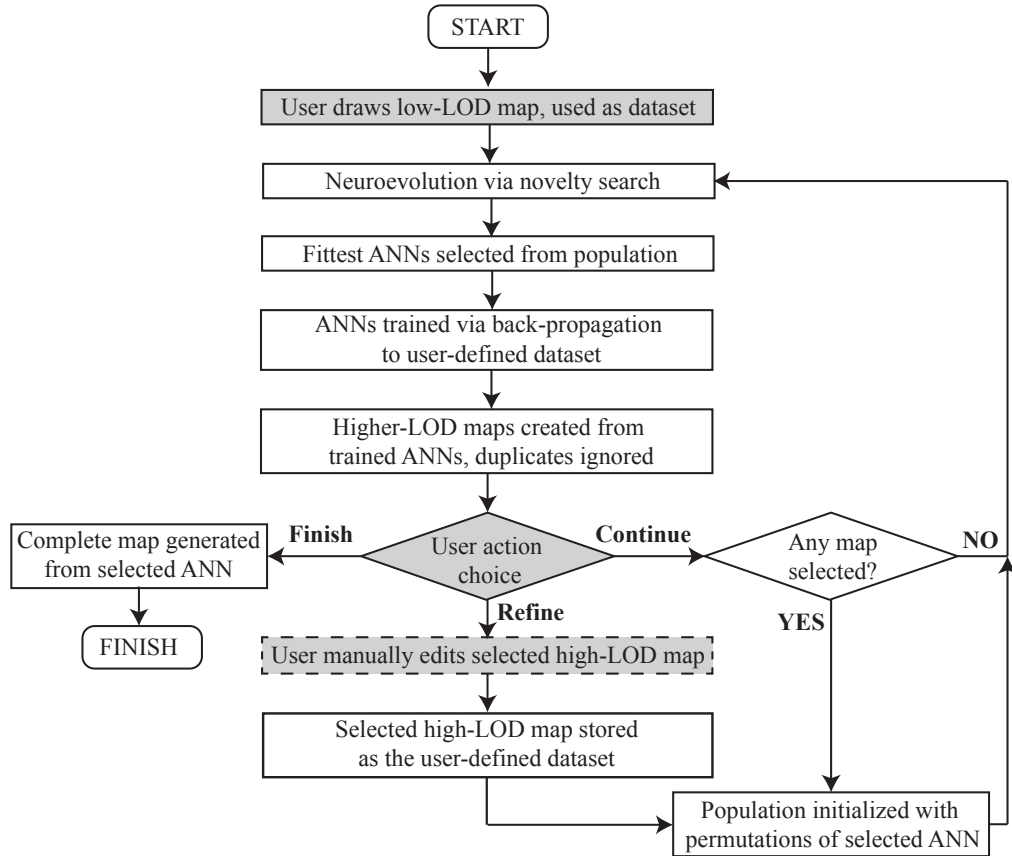 START
User draws low-LOD map, used as dataset
Neuroevolution via novelty search
Fittest ANNs selected from population
ANNs trained via back-propagation
to user-defined dataset
Higher-LOD maps created from
trained ANNs, duplicates ignored
User action
choice
Finish
Complete map generated
from selected ANN
FINISH
Continue
Any map
selected?
NO
YES
Refine
User manually edits selected high-LOD map
Selected high-LOD map stored
as the user-defined dataset
Population initialized with
permutations of selected ANN